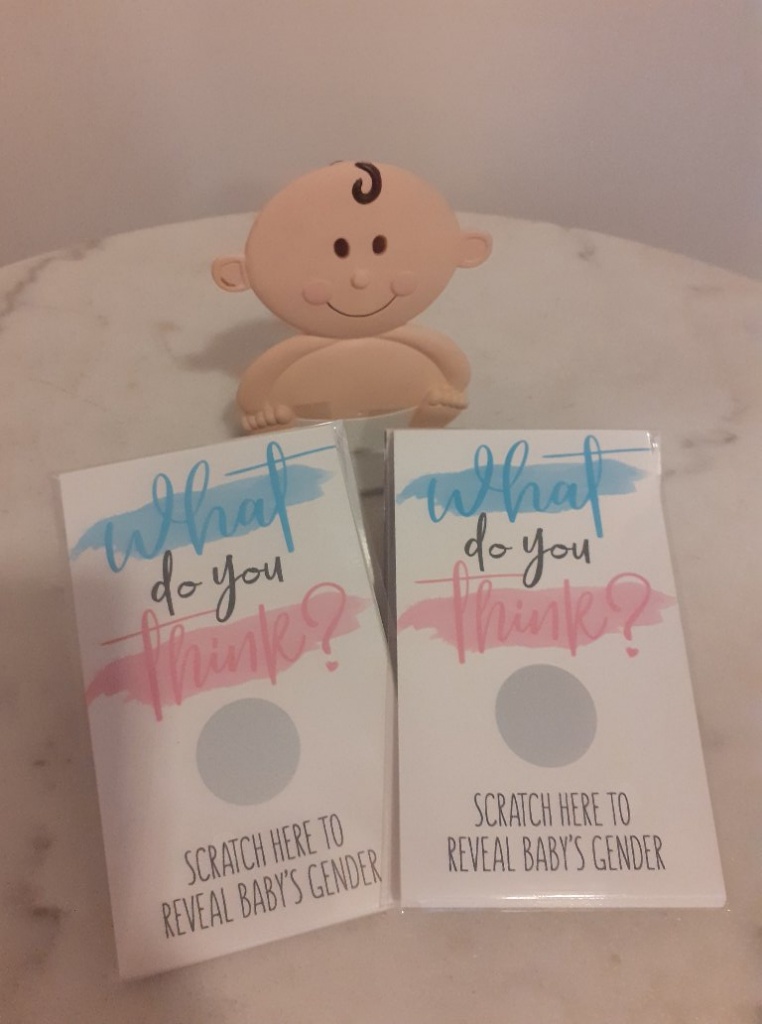 What
do you
think?
SCRATCH HERE TO
REVEAL BABY'S GENDER
What
do you
think?
SCRATCH HERE TO
REVEAL BABY'S GENDER